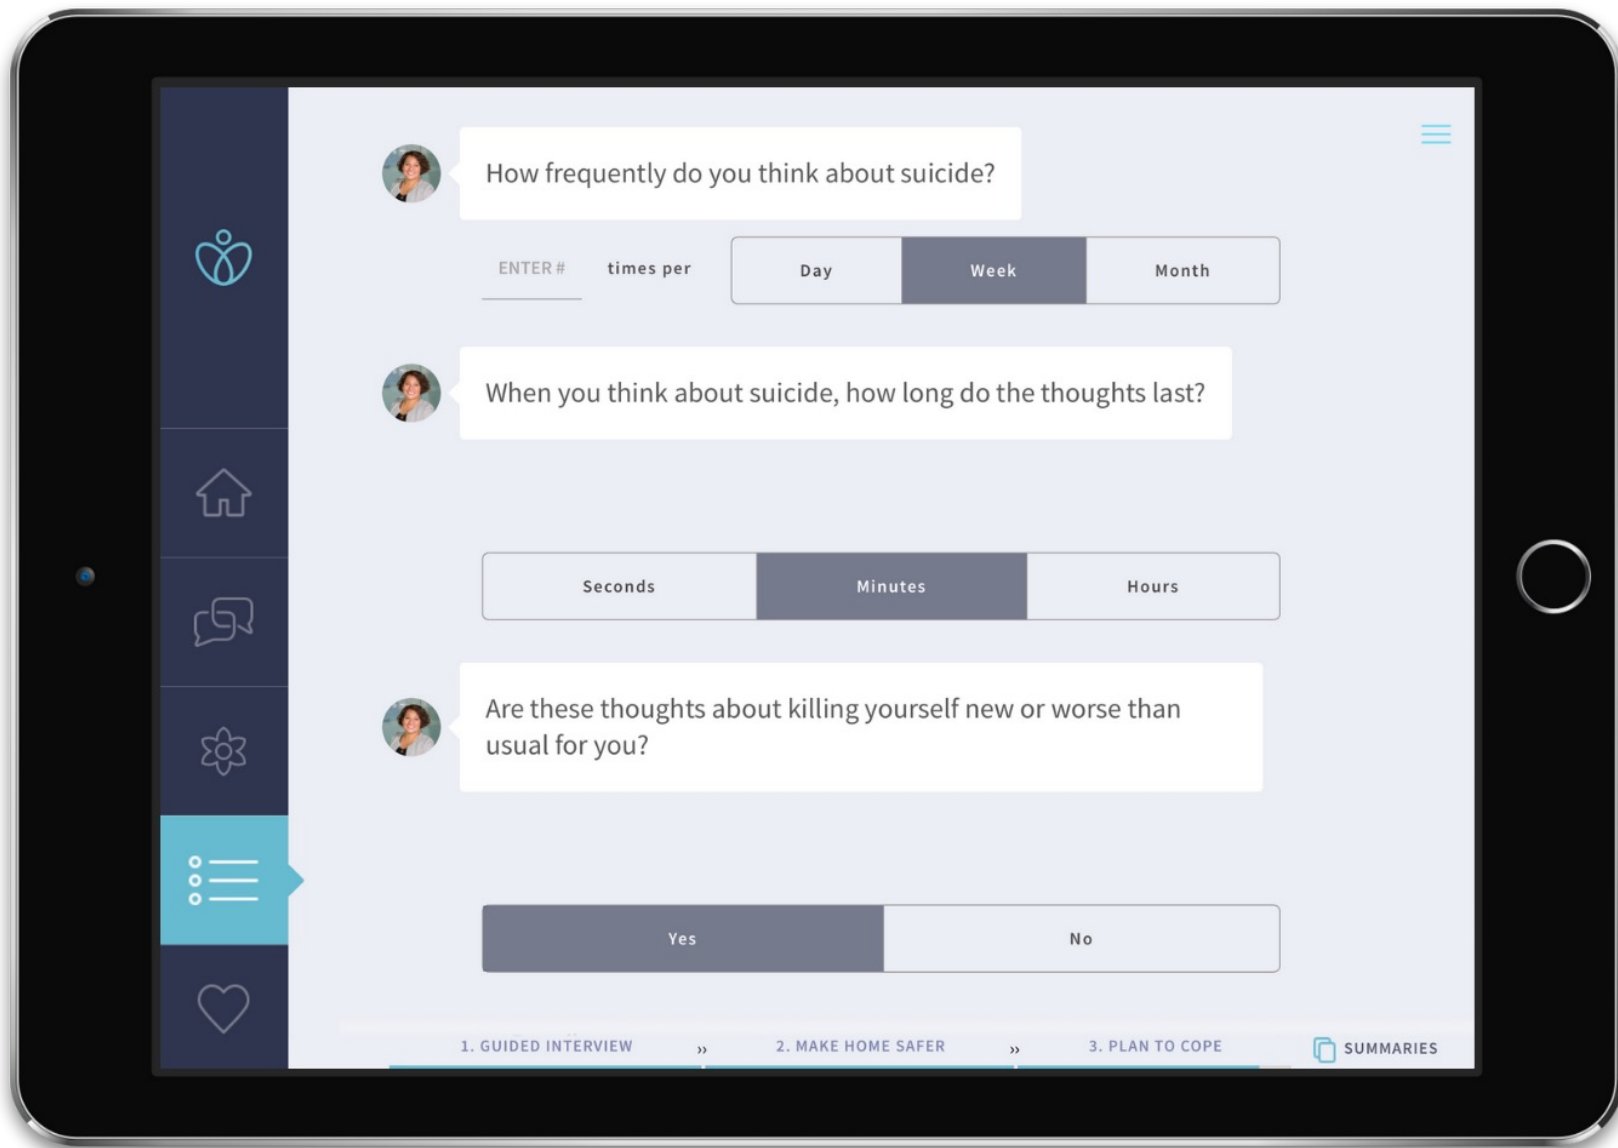 How frequently do you think about suicide?
ENTER # times per Day Week Month
When you think about suicide, how long do the thoughts last?
Seconds Minutes Hours
Are these thoughts about killing yourself new or worse than
usual for you?
Yes No
1. GUIDED INTERVIEW >> 2. MAKE HOME SAFER >> 3. PLAN TO COPE SUMMARIES